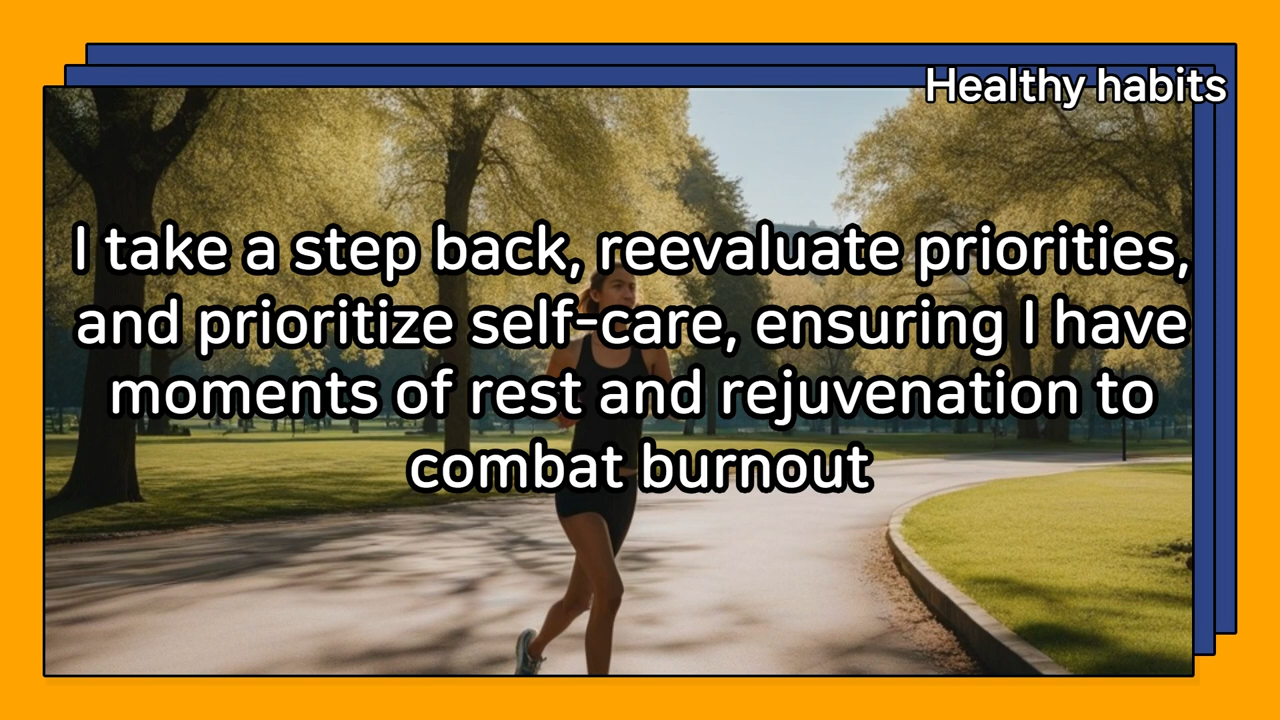 Healthy habits
I take a step back, reevaluate priorities,
and prioritize self-care, ensuring I have
moments of rest and rejuvenation to
combat burnout